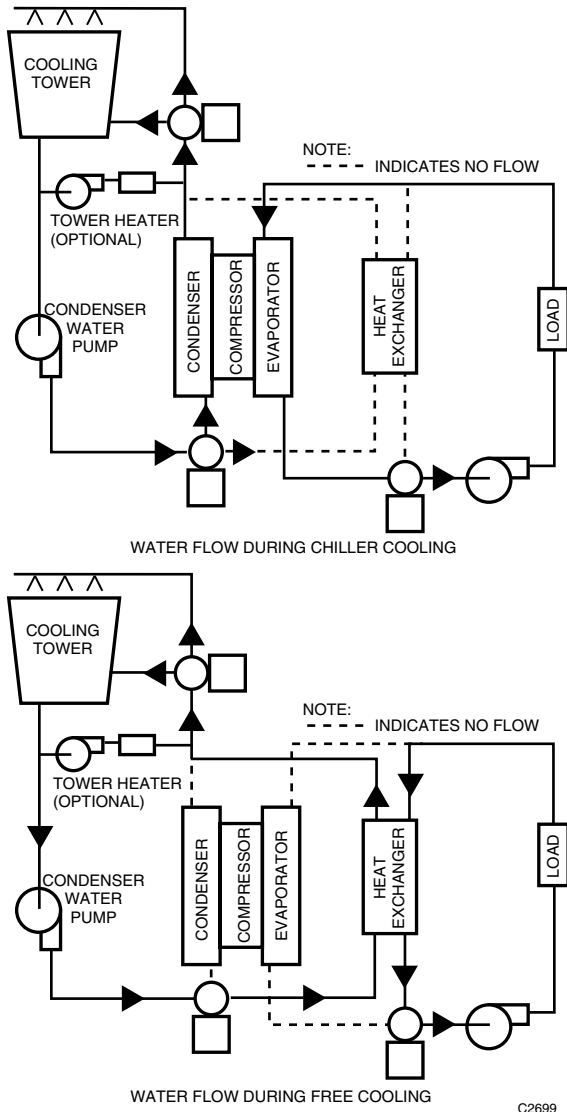 COOLING
TOWER
NOTE:
INDICATES NO FLOW
TOWER HEATER
(OPTIONAL)
CONDENSER
WATER
PUMP
CONDENSER
COMPRESSOR
EVAPORATOR
HEAT
EXCHANGER
LOAD
WATER FLOW DURING CHILLER COOLING
COOLING
TOWER
NOTE:
INDICATES NO FLOW
TOWER HEATER
(OPTIONAL)
CONDENSER
WATER
PUMP
CONDENSER
COMPRESSOR
EVAPORATOR
HEAT
EXCHANGER
LOAD
WATER FLOW DURING FREE COOLING
C2699